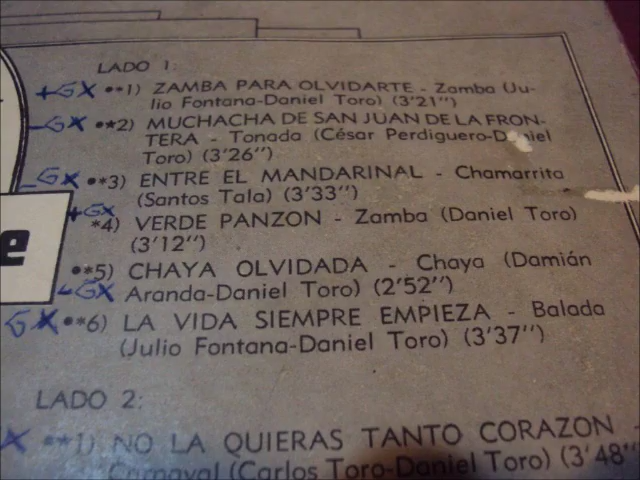 LADO 1:
+GX •**1) ZAMBA PARA OLVIDARTE - Zamba (Ju-
lio Fontana-Daniel Toro) (3'21")
-GX •**2) MUCHACHA DE SAN JUAN DE LA FRON-
TERA - Tonada (César Perdiguero-Daniel
Toro) (3'26")
-GX •**3) ENTRE EL MANDARINAL - Chamarrita
(Santos Tala) (3'33")
+GX
*4) VERDE PANZON - Zamba (Daniel Toro)
(3'12")
e
•**5) CHAYA OLVIDADA - Chaya (Damián
-GX Aranda-Daniel Toro) (2'52")
GX •**6) LA VIDA SIEMPRE EMPIEZA - Balada
(Julio Fontana-Daniel Toro) (3'37")
LADO 2:
X •**1) NO LA QUIERAS TANTO CORAZON -
Carnaval (Carlos Toro-Daniel Toro) (3'48"